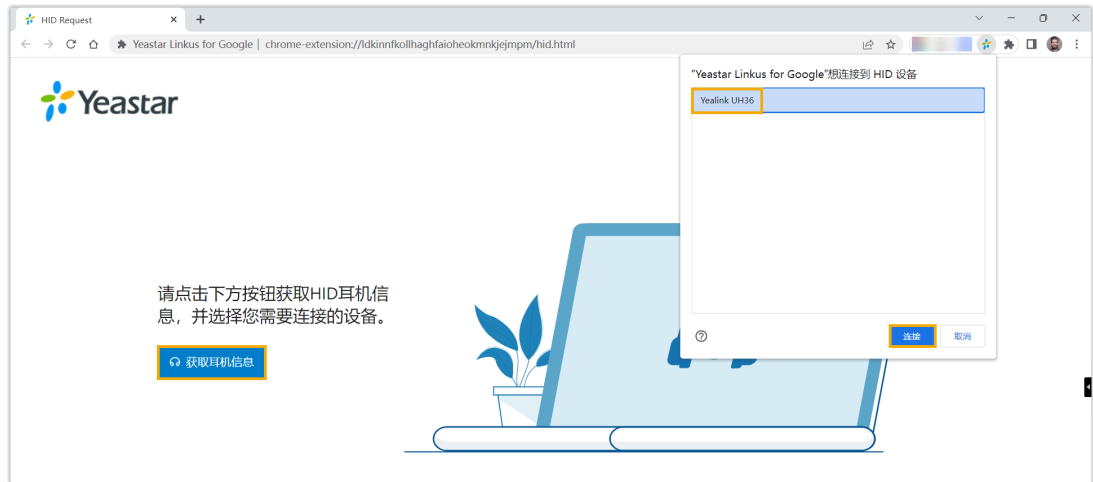 HID Request
Yeastar Linkus for Google | chrome-extension://ldkinnfkollhaghfaioheokmnkjejmpm/hid.html
"Yeastar Linkus for Google"想连接到 HID 设备
Yealink UH36
Yeastar
请点击下方按钮获取HID耳机信
息，并选择您需要连接的设备。
连接
取消
获取耳机信息